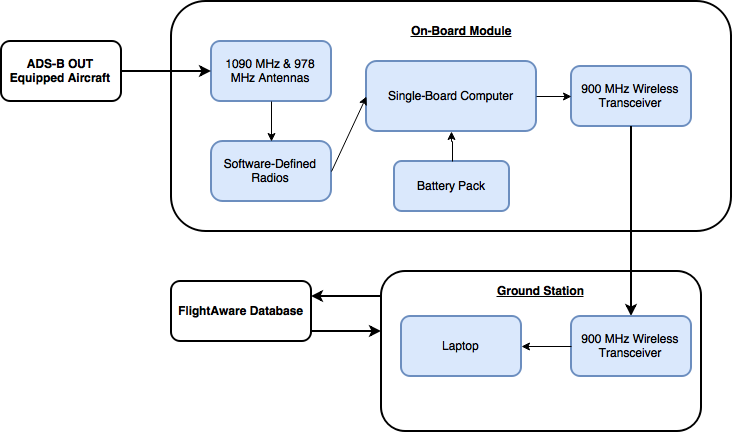 On-Board Module
ADS-B OUT
Equipped Aircraft
1090 MHz & 978
MHz Antennas
Single-Board Computer
900 MHz Wireless
Transceiver
Software-Defined
Radios
Battery Pack
Ground Station
FlightAware Database
Laptop
900 MHz Wireless
Transceiver